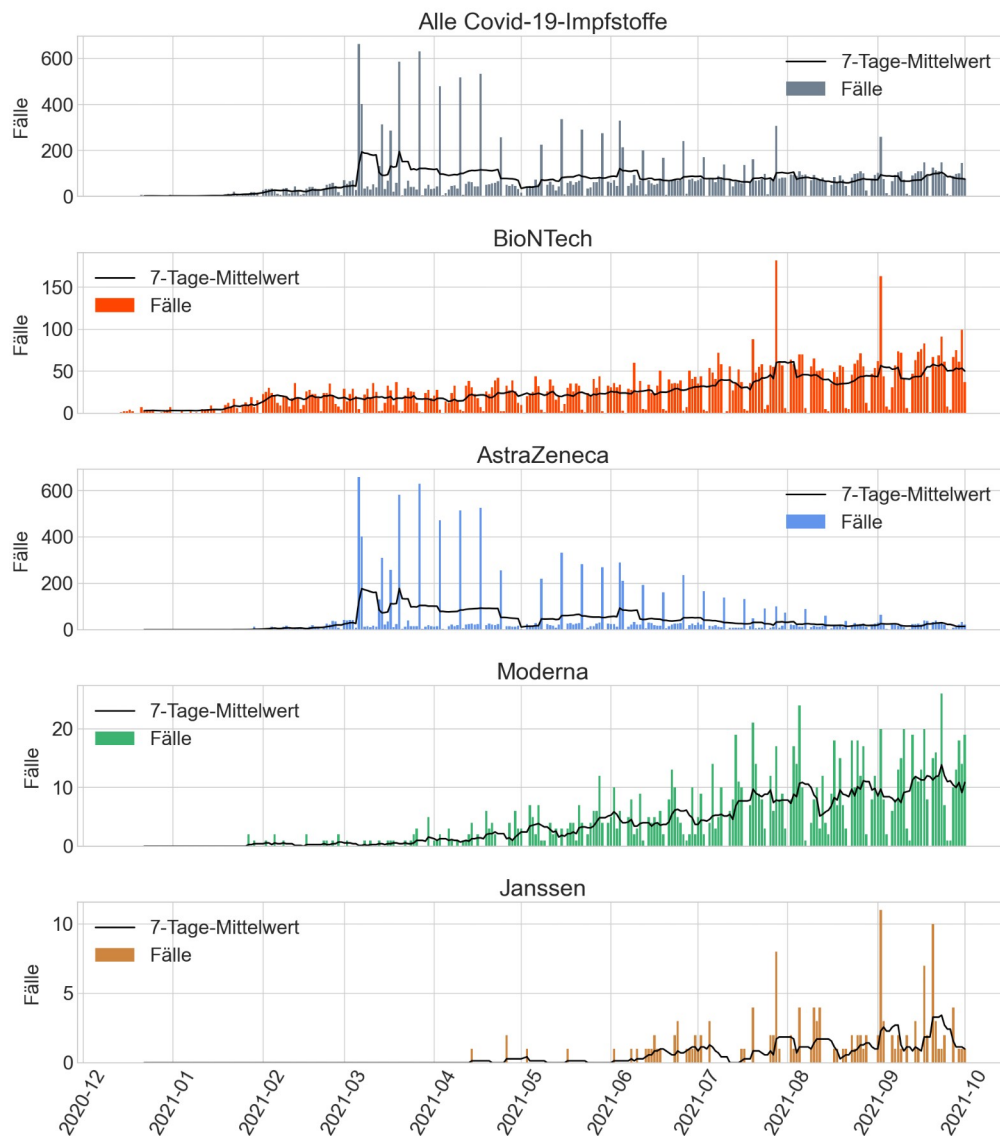 Alle Covid-19-Impfstoffe
Fälle
600
400
200
0
7-Tage-Mittelwert
Fälle
BioNTech
Fälle
150
100
50
0
7-Tage-Mittelwert
Fälle
AstraZeneca
Fälle
600
400
200
0
7-Tage-Mittelwert
Fälle
Moderna
Fälle
20
10
0
7-Tage-Mittelwert
Fälle
Janssen
Fälle
10
5
0
7-Tage-Mittelwert
Fälle
2020-12
2021-01
2021-02
2021-03
2021-04
2021-05
2021-06
2021-07
2021-08
2021-09
2021-10